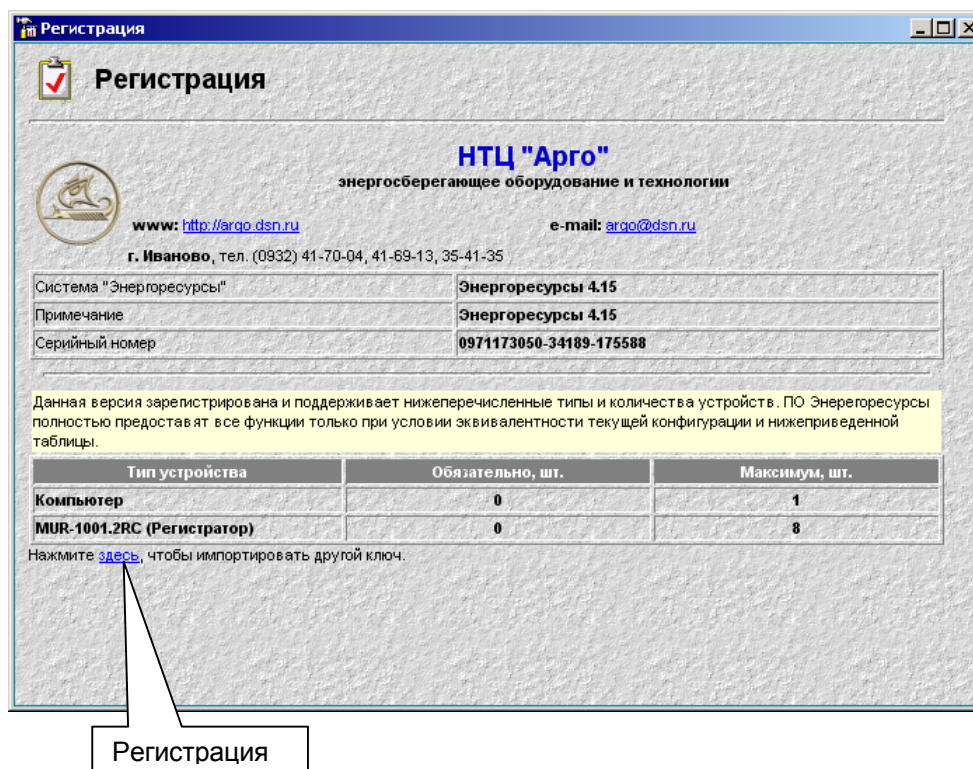 Регистрация
Регистрация
НТЦ "Арго"
энергосберегающее оборудование и технологии
www: http://argo.dsn.ru e-mail: argo@dsn.ru
г. Иваново, тел. (0932) 41-70-04, 41-69-13, 35-41-35
Система "Энергоресурсы" Энергоресурсы 4.15
Примечание Энергоресурсы 4.15
Серийный номер 0971173050-34189-175588
Данная версия зарегистрирована и поддерживает нижеперечисленные типы и количества устройств. ПО Энерегоресурсы
полностью предоставят все функции только при условии эквивалентности текущей конфигурации и нижеприведенной
таблицы.
Тип устройства Обязательно, шт. Максимум, шт.
Компьютер 0 1
MUR-1001.2RC (Регистратор) 0 8
Нажмите здесь, чтобы импортировать другой ключ.
Регистрация